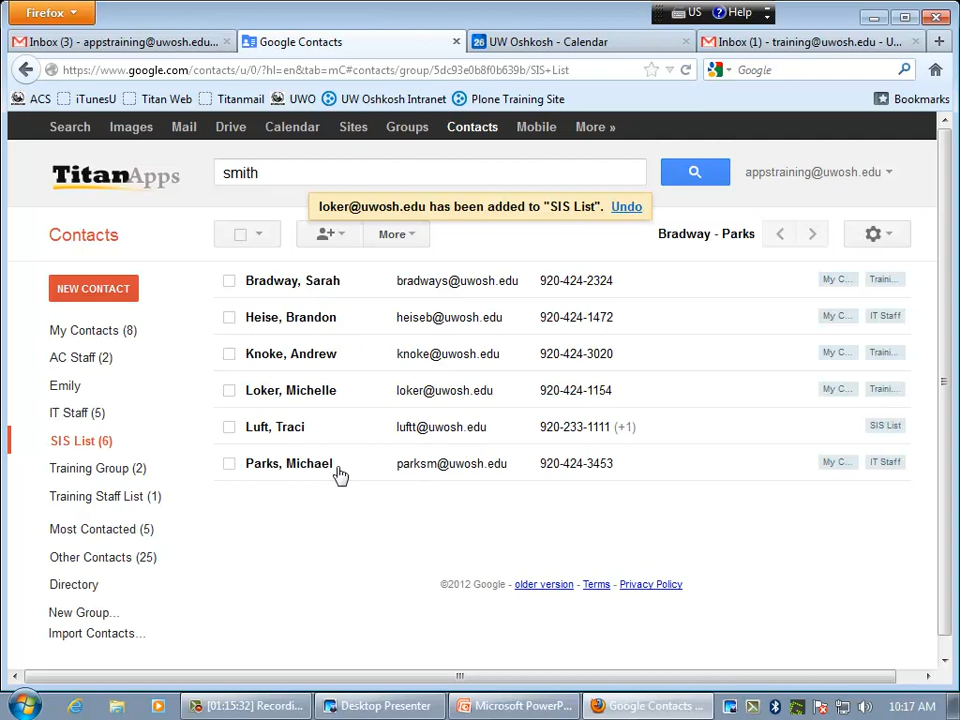 Firefox
US Help
Inbox (3) - appstraining@uwosh.edu...
Google Contacts
26 UW Oshkosh - Calendar
Inbox (1) - training@uwosh.edu - U...
https://www.google.com/contacts/u/0/?hl=en&tab=mC#contacts/group/5dc93e0b8f0b639b/SIS+List
Google
ACS iTunesU Titan Web Titanmail UWO UW Oshkosh Intranet Plone Training Site Bookmarks
Search Images Mail Drive Calendar Sites Groups Contacts Mobile More »
TitanApps
smith
appstraining@uwosh.edu
loker@uwosh.edu has been added to "SIS List". Undo
Contacts
More
Bradway - Parks
NEW CONTACT
My Contacts (8)
AC Staff (2)
Emily
IT Staff (5)
SIS List (6)
Training Group (2)
Training Staff List (1)
Most Contacted (5)
Other Contacts (25)
Directory
New Group...
Import Contacts...
Bradway, Sarah bradways@uwosh.edu 920-424-2324 My C... Traini...
Heise, Brandon heiseb@uwosh.edu 920-424-1472 My C... IT Staff
Knoke, Andrew knoke@uwosh.edu 920-424-3020 My C... Traini...
Loker, Michelle loker@uwosh.edu 920-424-1154 My C... Traini...
Luft, Traci luftt@uwosh.edu 920-233-1111 (+1) SIS List
Parks, Michael parksm@uwosh.edu 920-424-3453 My C... IT Staff
©2012 Google - older version - Terms - Privacy Policy
[01:15:32] Recordi...
Desktop Presenter
Microsoft PowerP...
Google Contacts ...
10:17 AM